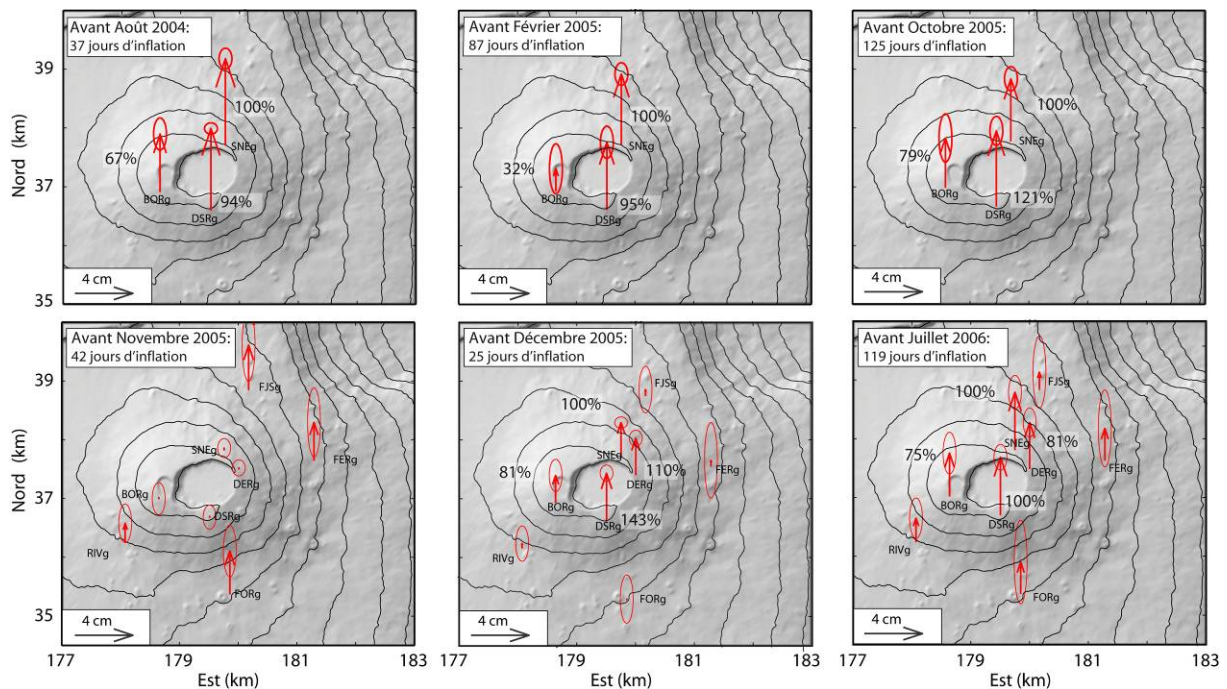 Avant Août 2004:
37 jours d'inflation
100%
67%
SNEg
BORg
94%
DSRg
4 cm
Avant Février 2005:
87 jours d'inflation
100%
32%
SNEg
BORg
95%
DSRg
4 cm
Avant Octobre 2005:
125 jours d'inflation
100%
79%
SNEg
BORg
121%
DSRg
4 cm
Nord (km)
39
37
35
Avant Novembre 2005:
42 jours d'inflation
FJSg
FERg
SNEg
DERg
BORg
DSRg
RIVg
FORg
4 cm
Avant Décembre 2005:
25 jours d'inflation
FJSg
100%
81%
SNEg
FERg
DERg
110%
BORg
DSRg
143%
RIVg
FORg
4 cm
Avant Juillet 2006:
119 jours d'inflation
FJSg
100%
81%
75%
SNEg
FERg
DERg
BORg
DSRg
100%
RIVg
FORg
4 cm
Nord (km)
39
37
35
177 179 181 183
Est (km)
177 179 181 183
Est (km)
177 179 181 183
Est (km)